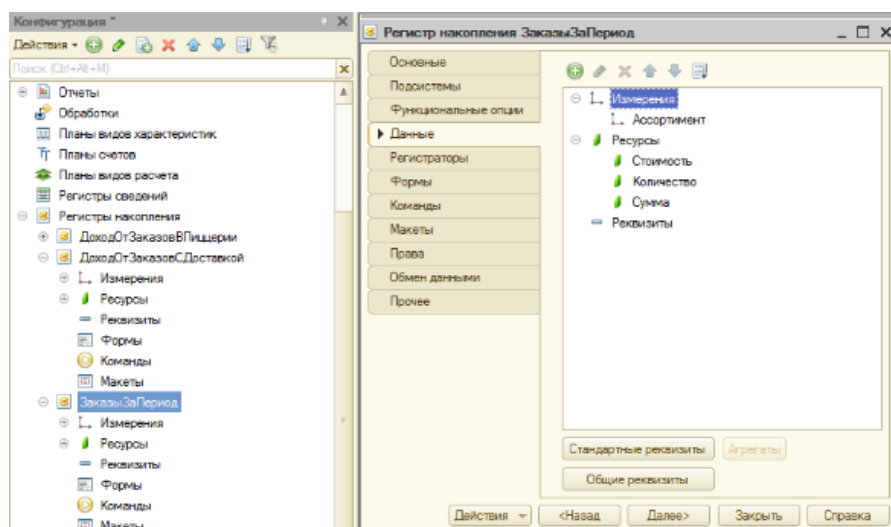 Конфигурация *
Действия
Поиск (Ctrl+Alt+M)
Отчеты
Обработки
Планы видов характеристик
Планы счетов
Планы видов расчета
Регистры сведений
Регистры накопления
ДоходОтЗаказовВПиццерии
ДоходОтЗаказовСДоставкой
Измерения
Ресурсы
Реквизиты
Формы
Команды
Макеты
ЗаказыЗаПериод
Измерения
Ресурсы
Реквизиты
Формы
Команды
Макеты
Регистр накопления ЗаказыЗаПериод
Основные
Подсистемы
Функциональные опции
Данные
Регистраторы
Формы
Команды
Макеты
Права
Обмен данными
Прочее
Измерения
Ассортимент
Ресурсы
Стоимость
Количество
Сумма
Реквизиты
Стандартные реквизиты Агрегаты
Общие реквизиты
Действия <Назад Далее> Закрыть Справка